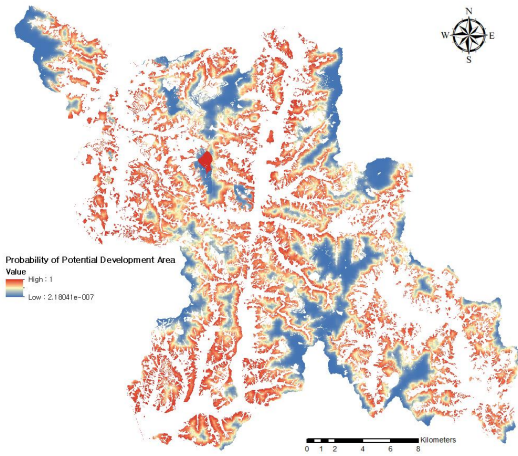 N
W E
S
Probability of Potential Development Area
Value
High : 1
Low : 2.18041e-007
Kilometers
0 1 2 4 6 8